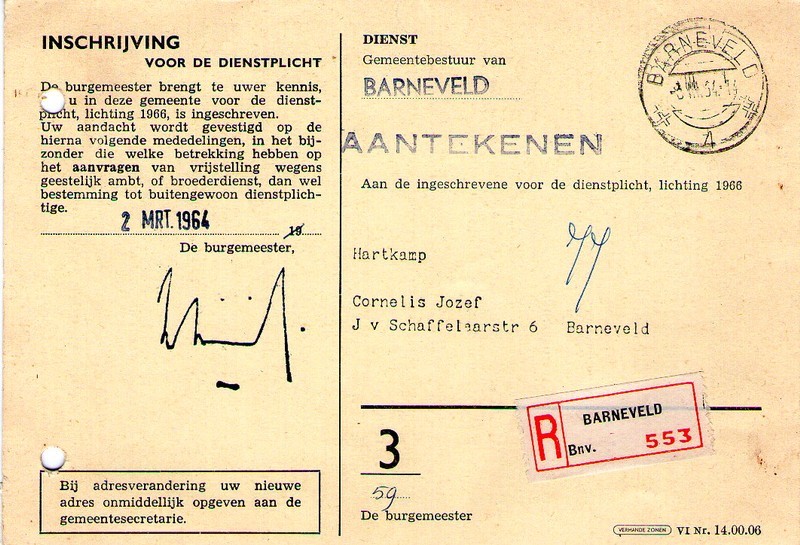 INSCHRIJVING
VOOR DE DIENSTPLICHT
De burgemeester brengt te uwer kennis,
u in deze gemeente voor de dienst-
plicht, lichting 1966, is ingeschreven.
Uw aandacht wordt gevestigd op de
hierna volgende mededelingen, in het bij-
zonder die welke betrekking hebben op
het aanvragen van vrijstelling wegens
geestelijk ambt, of broederdienst, dan wel
bestemming tot buitengewoon dienstplich-
tige.
2 MRT. 1964
19
De burgemeester,
Bij adresverandering uw nieuwe
adres onmiddellijk opgeven aan de
gemeentesecretarie.
DIENST
Gemeentebestuur van
BARNEVELD
AANTEKENEN
Aan de ingeschrevene voor de dienstplicht, lichting 1966
Hartkamp
Cornelis Jozef
J v Schaffelaarstr 6 Barneveld
R BARNEVELD
Bnv. 553
3
59
De burgemeester
VERHANDE ZONEN VI Nr. 14.00.06
BARNEVELD